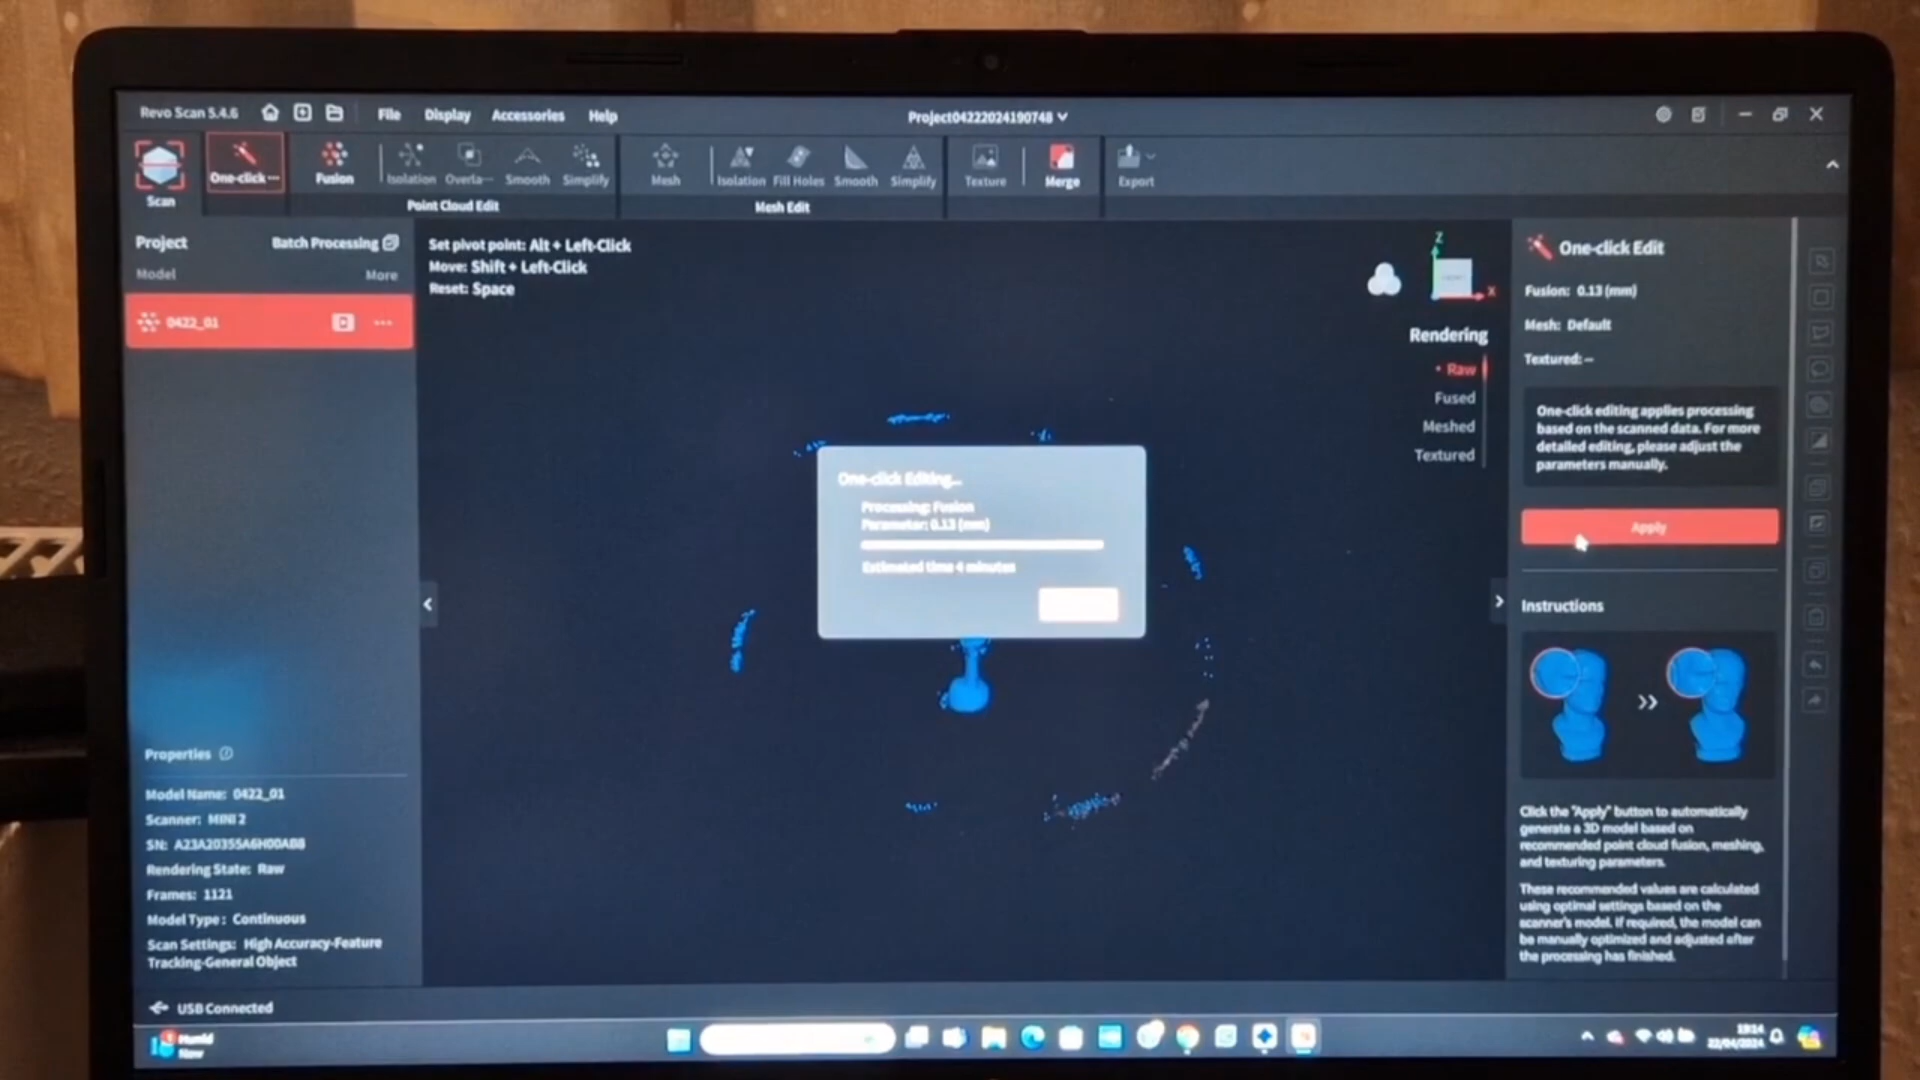 Revo Scan 5.4.6
File
Display
Accessories
Help
Project04222024190748
Scan
One-click ...
Fusion
Isolation
Overla...
Smooth
Simplify
Point Cloud Edit
Mesh
Isolation
Fill Holes
Smooth
Simplify
Mesh Edit
Texture
Merge
Export
Project
Batch Processing
Model
More
0422_01
Set pivot point: Alt + Left-Click
Move: Shift + Left-Click
Reset: Space
Z
X
Rendering
Raw
Fused
Meshed
Textured
One-click Editing...
Processing: Fusion
Parameter: 0.13 (mm)
Estimated time 4 minutes
One-click Edit
Fusion: 0.13 (mm)
Mesh: Default
Textured: --
One-click editing applies processing
based on the scanned data. For more
detailed editing, please adjust the
parameters manually.
Apply
Instructions
Click the "Apply" button to automatically
generate a 3D model based on
recommended point cloud fusion, meshing,
and texturing parameters.
These recommended values are calculated
using optimal settings based on the
scanner's model. If required, the model can
be manually optimized and adjusted after
the processing has finished.
Properties
Model Name: 0422_01
Scanner: MINI 2
SN: A23A20355A6H00AB8
Rendering State: Raw
Frames: 1121
Model Type: Continuous
Scan Settings: High Accuracy-Feature
Tracking-General Object
USB Connected
Humid
Now
19:14
22/04/2024